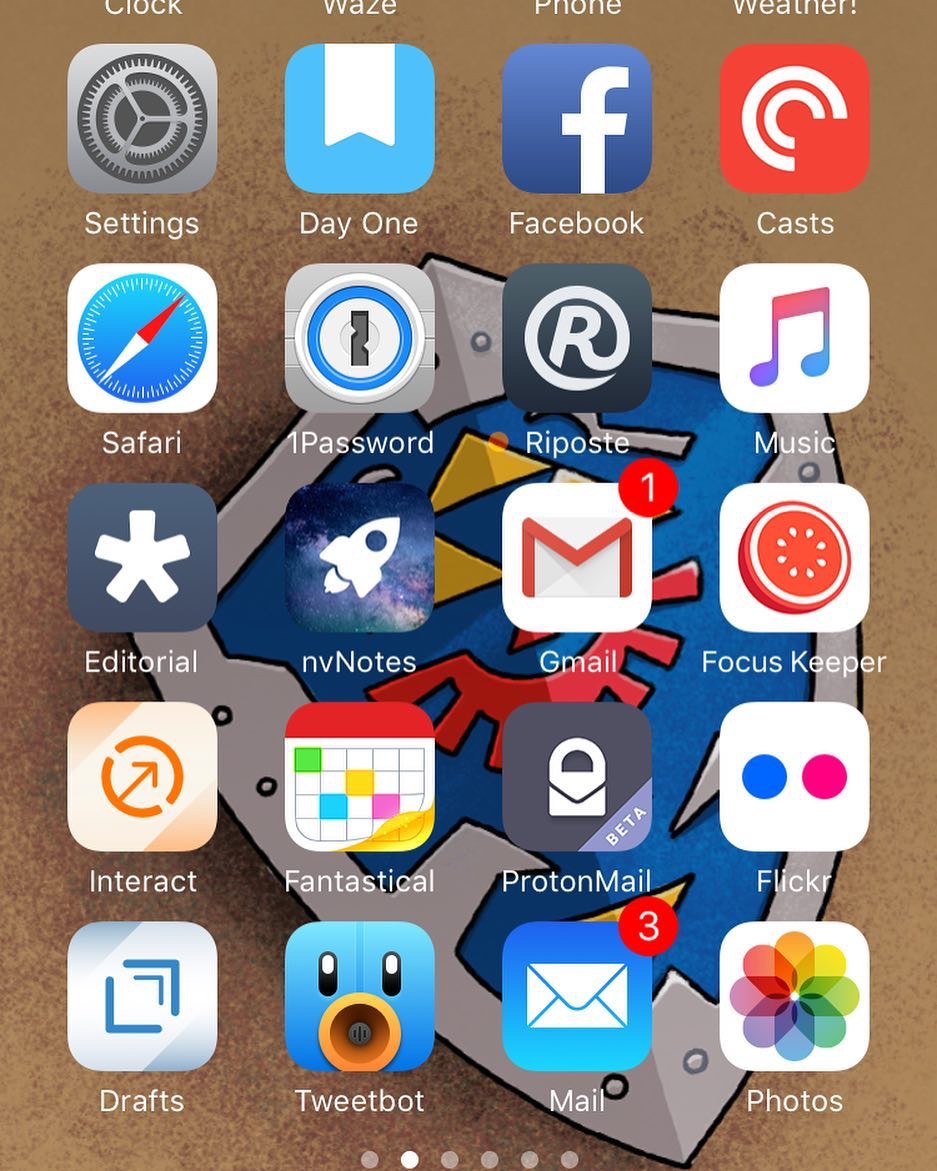 Clock Waze Phone Weather!
Settings Day One Facebook Casts
Safari 1Password Riposte Music
1
Editorial nvNotes Gmail Focus Keeper
BETA
Interact Fantastical ProtonMail Flickr
3
Drafts Tweetbot Mail Photos